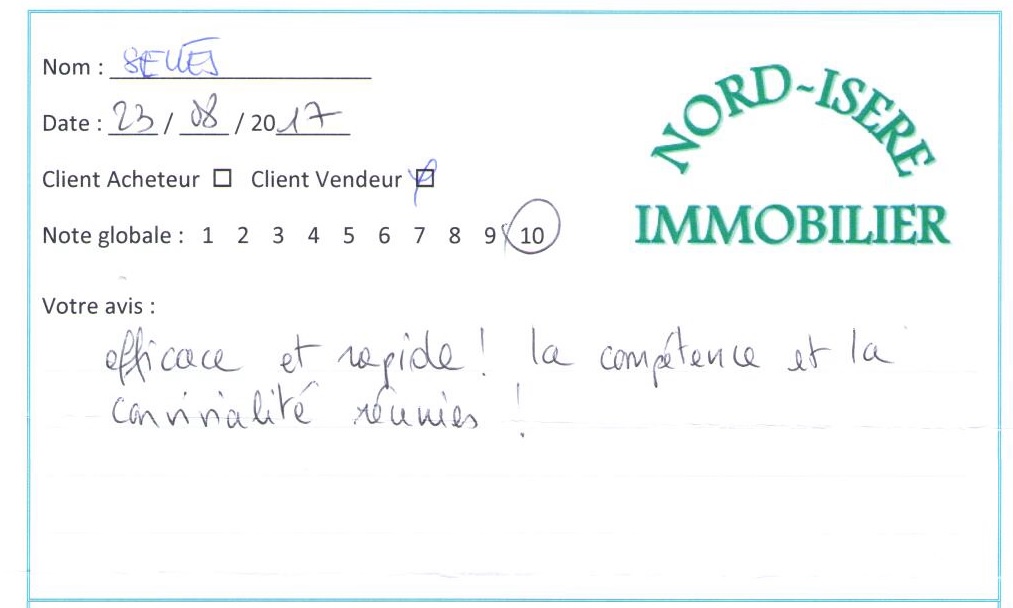 Nom :
Date : 23 / 08 / 2017
Client Acheteur ☐ Client Vendeur ☒
Note globale : 1 2 3 4 5 6 7 8 9 10
NORD-ISERE
IMMOBILIER
Votre avis :
efficace et rapide ! la compétence et la
convivialité réunies !